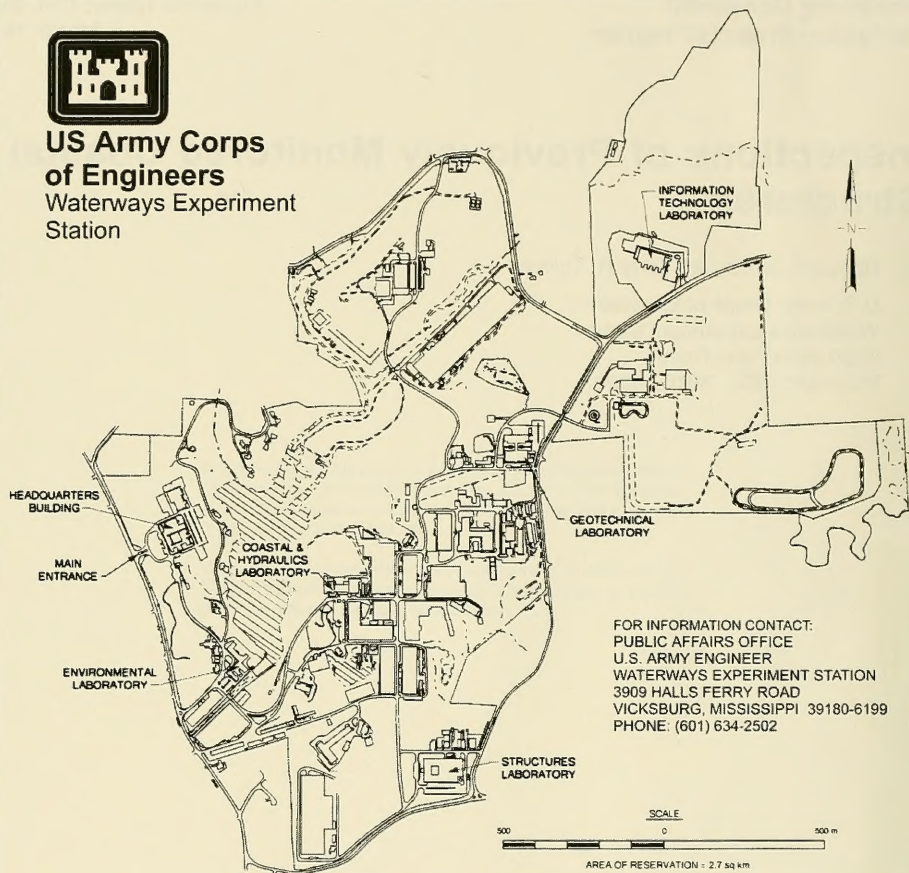 US Army Corps
of Engineers
Waterways Experiment
Station
INFORMATION
TECHNOLOGY
LABORATORY
N
HEADQUARTERS
BUILDING
MAIN
ENTRANCE
COASTAL &
HYDRAULICS
LABORATORY
GEOTECHNICAL
LABORATORY
ENVIRONMENTAL
LABORATORY
STRUCTURES
LABORATORY
FOR INFORMATION CONTACT:
PUBLIC AFFAIRS OFFICE
U.S. ARMY ENGINEER
WATERWAYS EXPERIMENT STATION
3909 HALLS FERRY ROAD
VICKSBURG, MISSISSIPPI 39180-6199
PHONE: (601) 634-2502
SCALE
500 0 500 m
AREA OF RESERVATION = 2.7 sq km